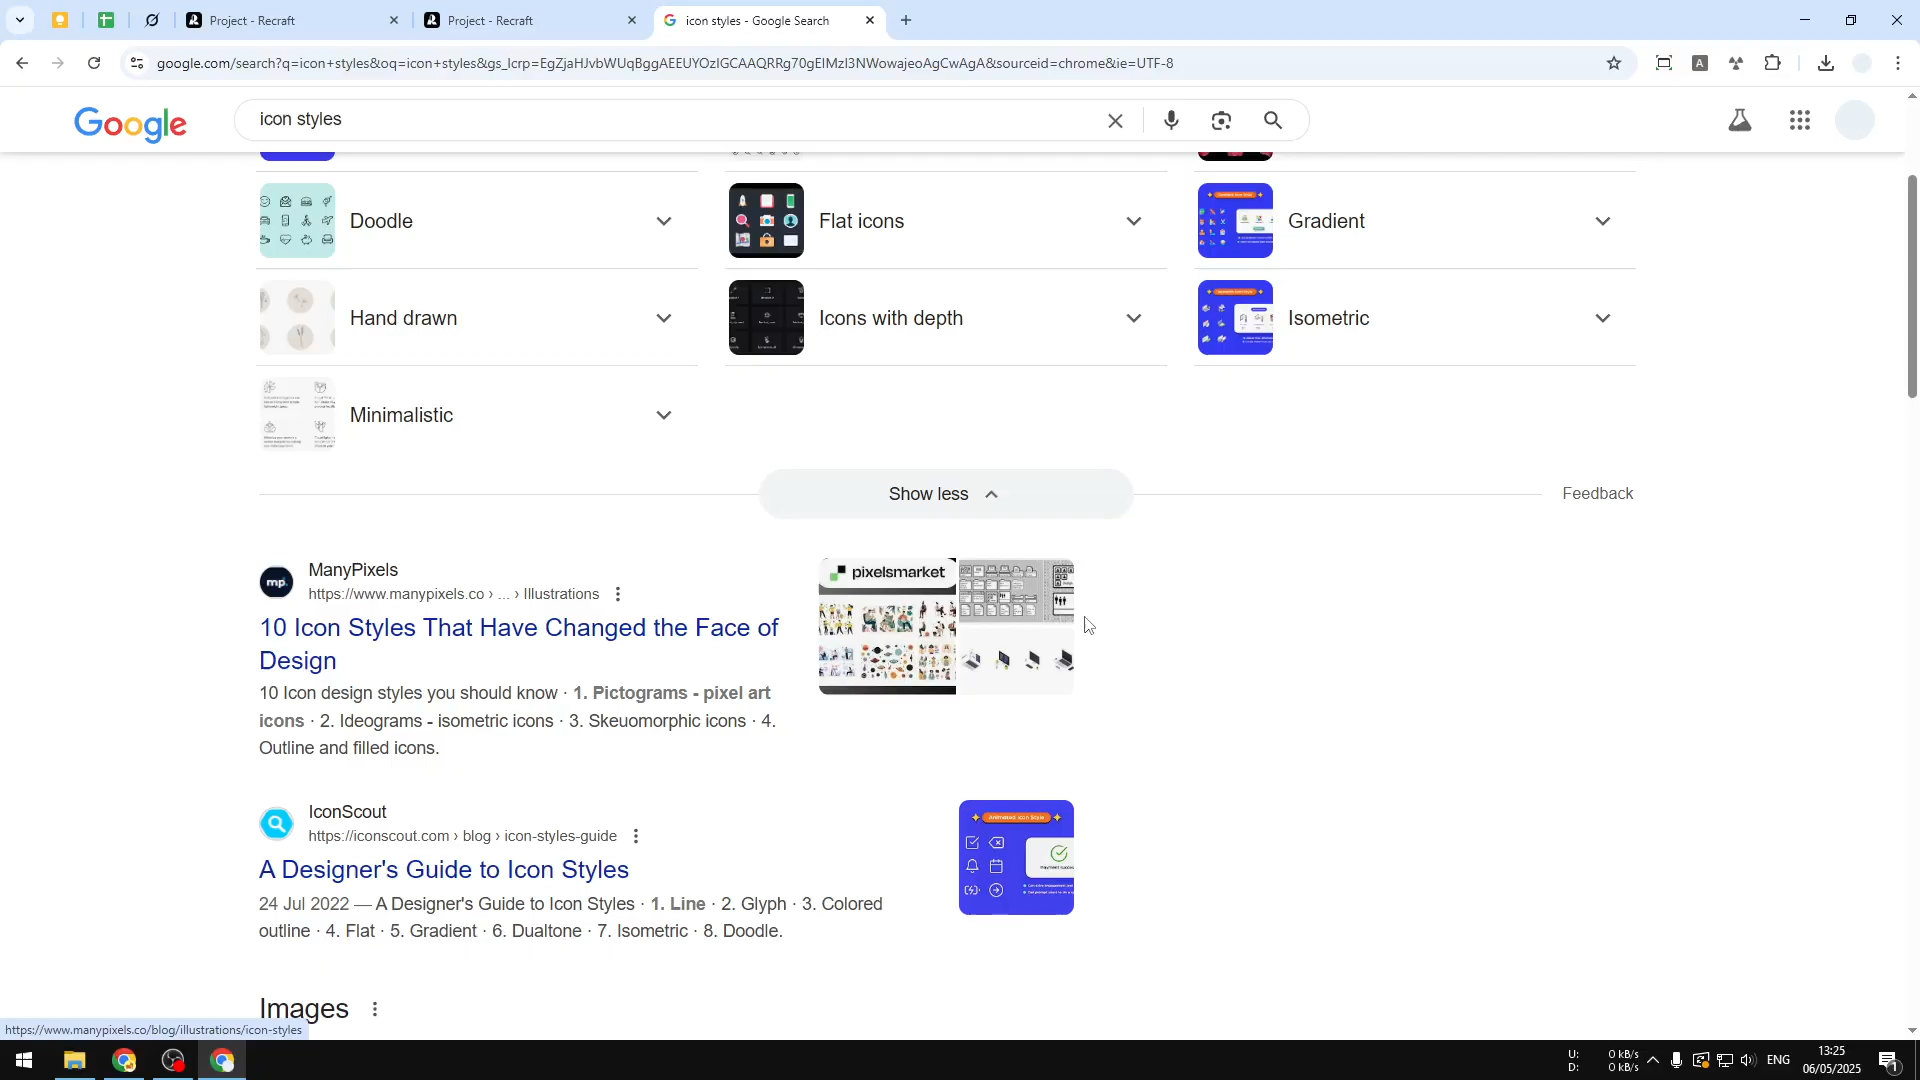 Project - Recraft
Project - Recraft
icon styles - Google Search
google.com/search?q=icon+styles&oq=icon+styles&gs_lcrp=EgZjaHJvbWUqBggAEEUYOzIGCAAQRRg70gEIMzI3NWowajeoAgCwAgA&sourceid=chrome&ie=UTF-8
A
Google
icon styles
Doodle
Flat icons
Gradient
Hand drawn
Icons with depth
Isometric
Minimalistic
Show less
Feedback
mp.
ManyPixels
https://www.manypixels.co › ... › Illustrations
10 Icon Styles That Have Changed the Face of
Design
10 Icon design styles you should know · 1. Pictograms - pixel art
icons · 2. Ideograms - isometric icons · 3. Skeuomorphic icons · 4.
Outline and filled icons.
pixelsmarket
IconScout
https://iconscout.com › blog › icon-styles-guide
A Designer's Guide to Icon Styles
24 Jul 2022 — A Designer's Guide to Icon Styles · 1. Line · 2. Glyph · 3. Colored
outline · 4. Flat · 5. Gradient · 6. Dualtone · 7. Isometric · 8. Doodle.
Animated Icon Style
Images
https://www.manypixels.co/blog/illustrations/icon-styles
U: 0 kB/s
D: 0 kB/s
ENG
13:25
06/05/2025
1